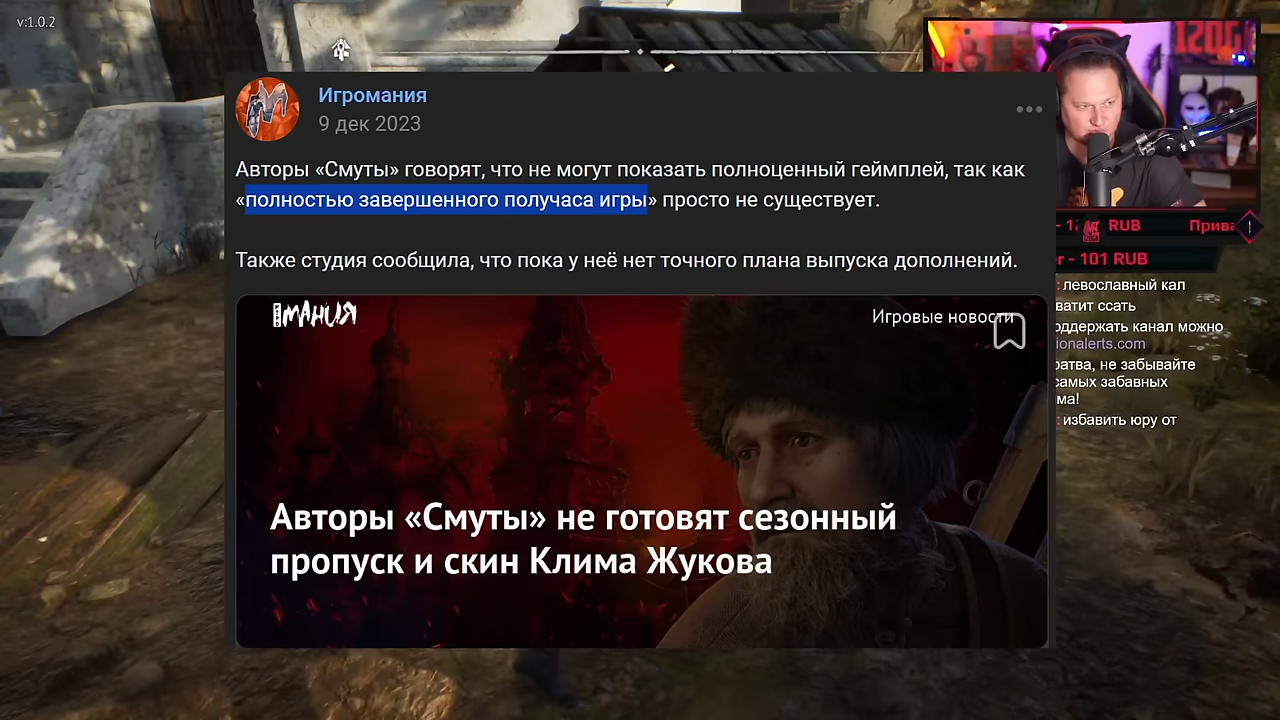 v:1.0.2
Игромания
9 дек 2023
Авторы «Смуты» говорят, что не могут показать полноценный геймплей, так как
«полностью завершенного получаса игры» просто не существует.
Также студия сообщила, что пока у неё нет точного плана выпуска дополнений.
МАНИЯ
Игровые новости
Авторы «Смуты» не готовят сезонный
пропуск и скин Клима Жукова
RUB
- 101 RUB
левославный кал
ссать
канал можно
ionalerts.com
не забывайте
самых забавных
ма!
избавить юру от